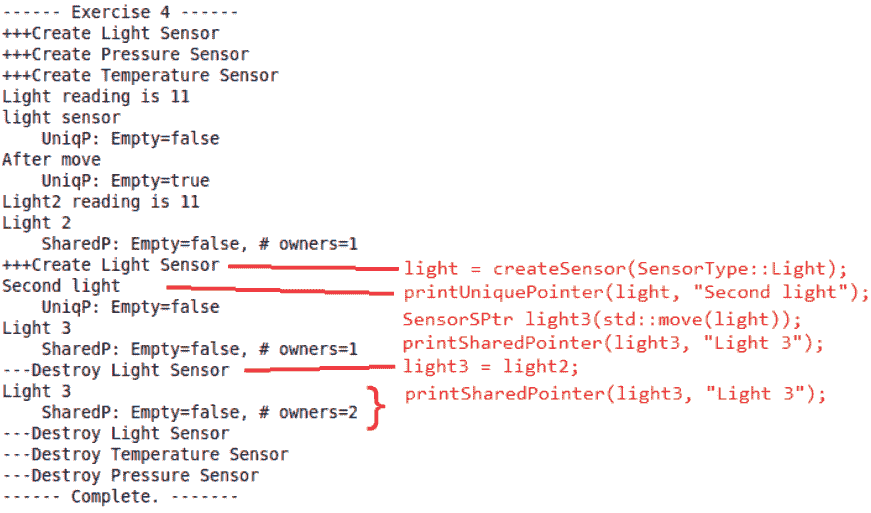 ------ Exercise 4 ------
+++Create Light Sensor
+++Create Pressure Sensor
+++Create Temperature Sensor
Light reading is 11
light sensor
    UniqP: Empty=false
After move
    UniqP: Empty=true
Light2 reading is 11
Light 2
    SharedP: Empty=false, # owners=1
+++Create Light Sensor light = createSensor(SensorType::Light);
Second light printUniquePointer(light, "Second light");
    UniqP: Empty=false SensorSPtr light3(std::move(light));
Light 3 printSharedPointer(light3, "Light 3");
    SharedP: Empty=false, # owners=1
---Destroy Light Sensor light3 = light2;
Light 3 printSharedPointer(light3, "Light 3");
    SharedP: Empty=false, # owners=2
---Destroy Light Sensor
---Destroy Temperature Sensor
---Destroy Pressure Sensor
------ Complete. -------